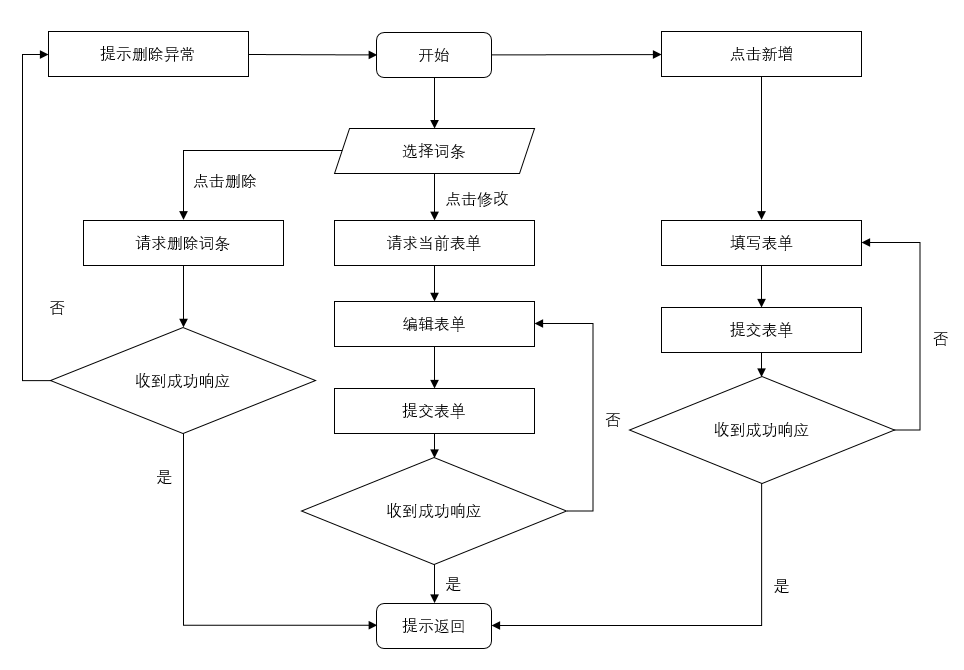 提示删除异常
开始
点击新增
选择词条
点击删除
点击修改
请求删除词条
请求当前表单
填写表单
否
编辑表单
提交表单
否
收到成功响应
提交表单
否
收到成功响应
是
收到成功响应
是
是
提示返回